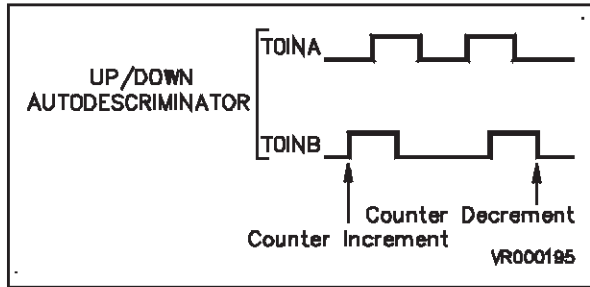 TOINA
UP/DOWN
AUTODESCRIMINATOR
TOINB
Counter Decrement
Counter Increment
VR000195